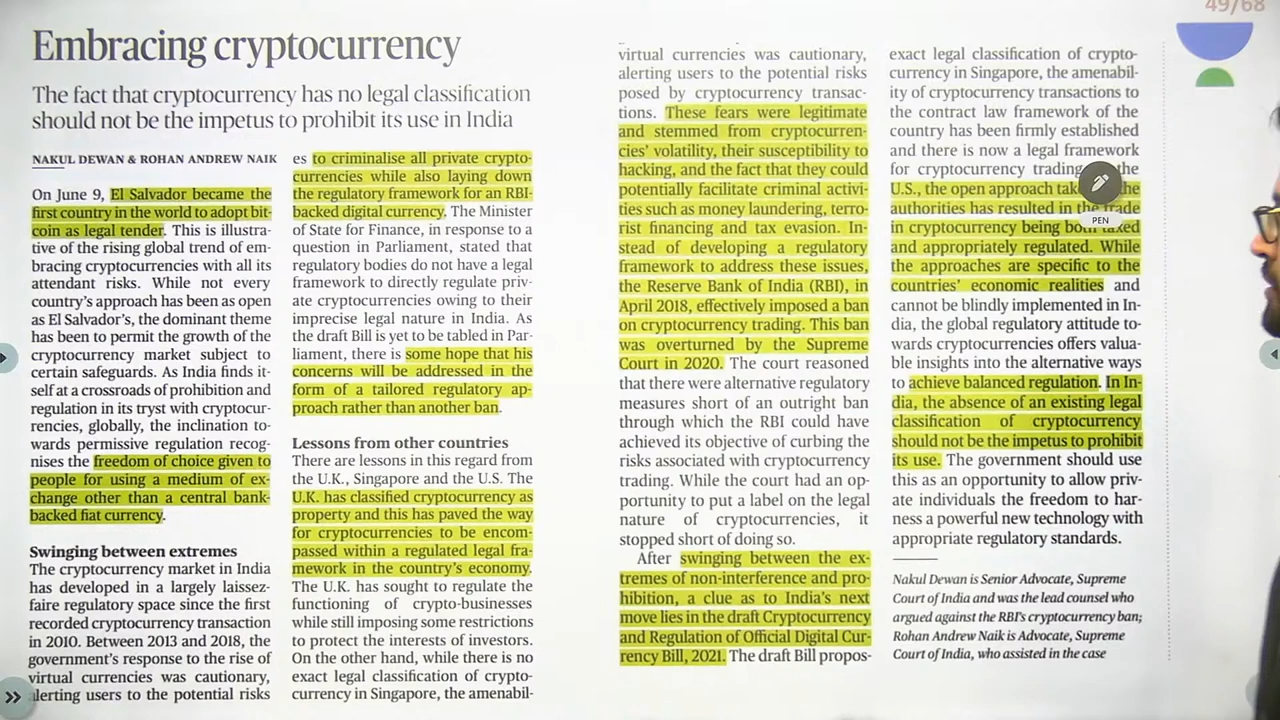 49/68
Embracing cryptocurrency
The fact that cryptocurrency has no legal classification
should not be the impetus to prohibit its use in India
NAKUL DEWAN & ROHAN ANDREW NAIK
On June 9, El Salvador became the
first country in the world to adopt bit-
coin as legal tender. This is illustra-
tive of the rising global trend of em-
bracing cryptocurrencies with all its
attendant risks. While not every
country's approach has been as open
as El Salvador's, the dominant theme
has been to permit the growth of the
cryptocurrency market subject to
certain safeguards. As India finds it-
self at a crossroads of prohibition and
regulation in its tryst with cryptocur-
rencies, globally, the inclination to-
wards permissive regulation recog-
nises the freedom of choice given to
people for using a medium of ex-
change other than a central bank-
backed fiat currency.
Swinging between extremes
The cryptocurrency market in India
has developed in a largely laissez-
faire regulatory space since the first
recorded cryptocurrency transaction
in 2010. Between 2013 and 2018, the
government's response to the rise of
virtual currencies was cautionary,
alerting users to the potential risks
es to criminalise all private crypto-
currencies while also laying down
the regulatory framework for an RBI-
backed digital currency. The Minister
of State for Finance, in response to a
question in Parliament, stated that
regulatory bodies do not have a legal
framework to directly regulate priv-
ate cryptocurrencies owing to their
imprecise legal nature in India. As
the draft Bill is yet to be tabled in Par-
liament, there is some hope that his
concerns will be addressed in the
form of a tailored regulatory ap-
proach rather than another ban.
Lessons from other countries
There are lessons in this regard from
the U.K., Singapore and the U.S. The
U.K. has classified cryptocurrency as
property and this has paved the way
for cryptocurrencies to be encom-
passed within a regulated legal fra-
mework in the country's economy.
The U.K. has sought to regulate the
functioning of crypto-businesses
while still imposing some restrictions
to protect the interests of investors.
On the other hand, while there is no
exact legal classification of crypto-
currency in Singapore, the amenabil-
virtual currencies was cautionary,
alerting users to the potential risks
posed by cryptocurrency transac-
tions. These fears were legitimate
and stemmed from cryptocurren-
cies' volatility, their susceptibility to
hacking, and the fact that they could
potentially facilitate criminal activi-
ties such as money laundering, terro-
rist financing and tax evasion. In-
stead of developing a regulatory
framework to address these issues,
the Reserve Bank of India (RBI), in
April 2018, effectively imposed a ban
on cryptocurrency trading. This ban
was overturned by the Supreme
Court in 2020. The court reasoned
that there were alternative regulatory
measures short of an outright ban
through which the RBI could have
achieved its objective of curbing the
risks associated with cryptocurrency
trading. While the court had an op-
portunity to put a label on the legal
nature of cryptocurrencies, it
stopped short of doing so.
After swinging between the ex-
tremes of non-interference and pro-
hibition, a clue as to India's next
move lies in the draft Cryptocurrency
and Regulation of Official Digital Cur-
rency Bill, 2021. The draft Bill propos-
exact legal classification of crypto-
currency in Singapore, the amenabil-
ity of cryptocurrency transactions to
the contract law framework of the
country has been firmly established
and there is now a legal framework
for cryptocurrency trading. the
U.S., the open approach the
authorities has resulted in the trade
in cryptocurrency being both taxed
and appropriately regulated. While
the approaches are specific to the
countries' economic realities and
cannot be blindly implemented in In-
dia, the global regulatory attitude to-
wards cryptocurrencies offers valua-
ble insights into the alternative ways
to achieve balanced regulation. In In-
dia, the absence of an existing legal
classification of cryptocurrency
should not be the impetus to prohibit
its use. The government should use
this as an opportunity to allow priv-
ate individuals the freedom to har-
ness a powerful new technology with
appropriate regulatory standards.
Nakul Dewan is Senior Advocate, Supreme
Court of India and was the lead counsel who
argued against the RBI's cryptocurrency ban;
Rohan Andrew Naik is Advocate, Supreme
Court of India, who assisted in the case
PEN